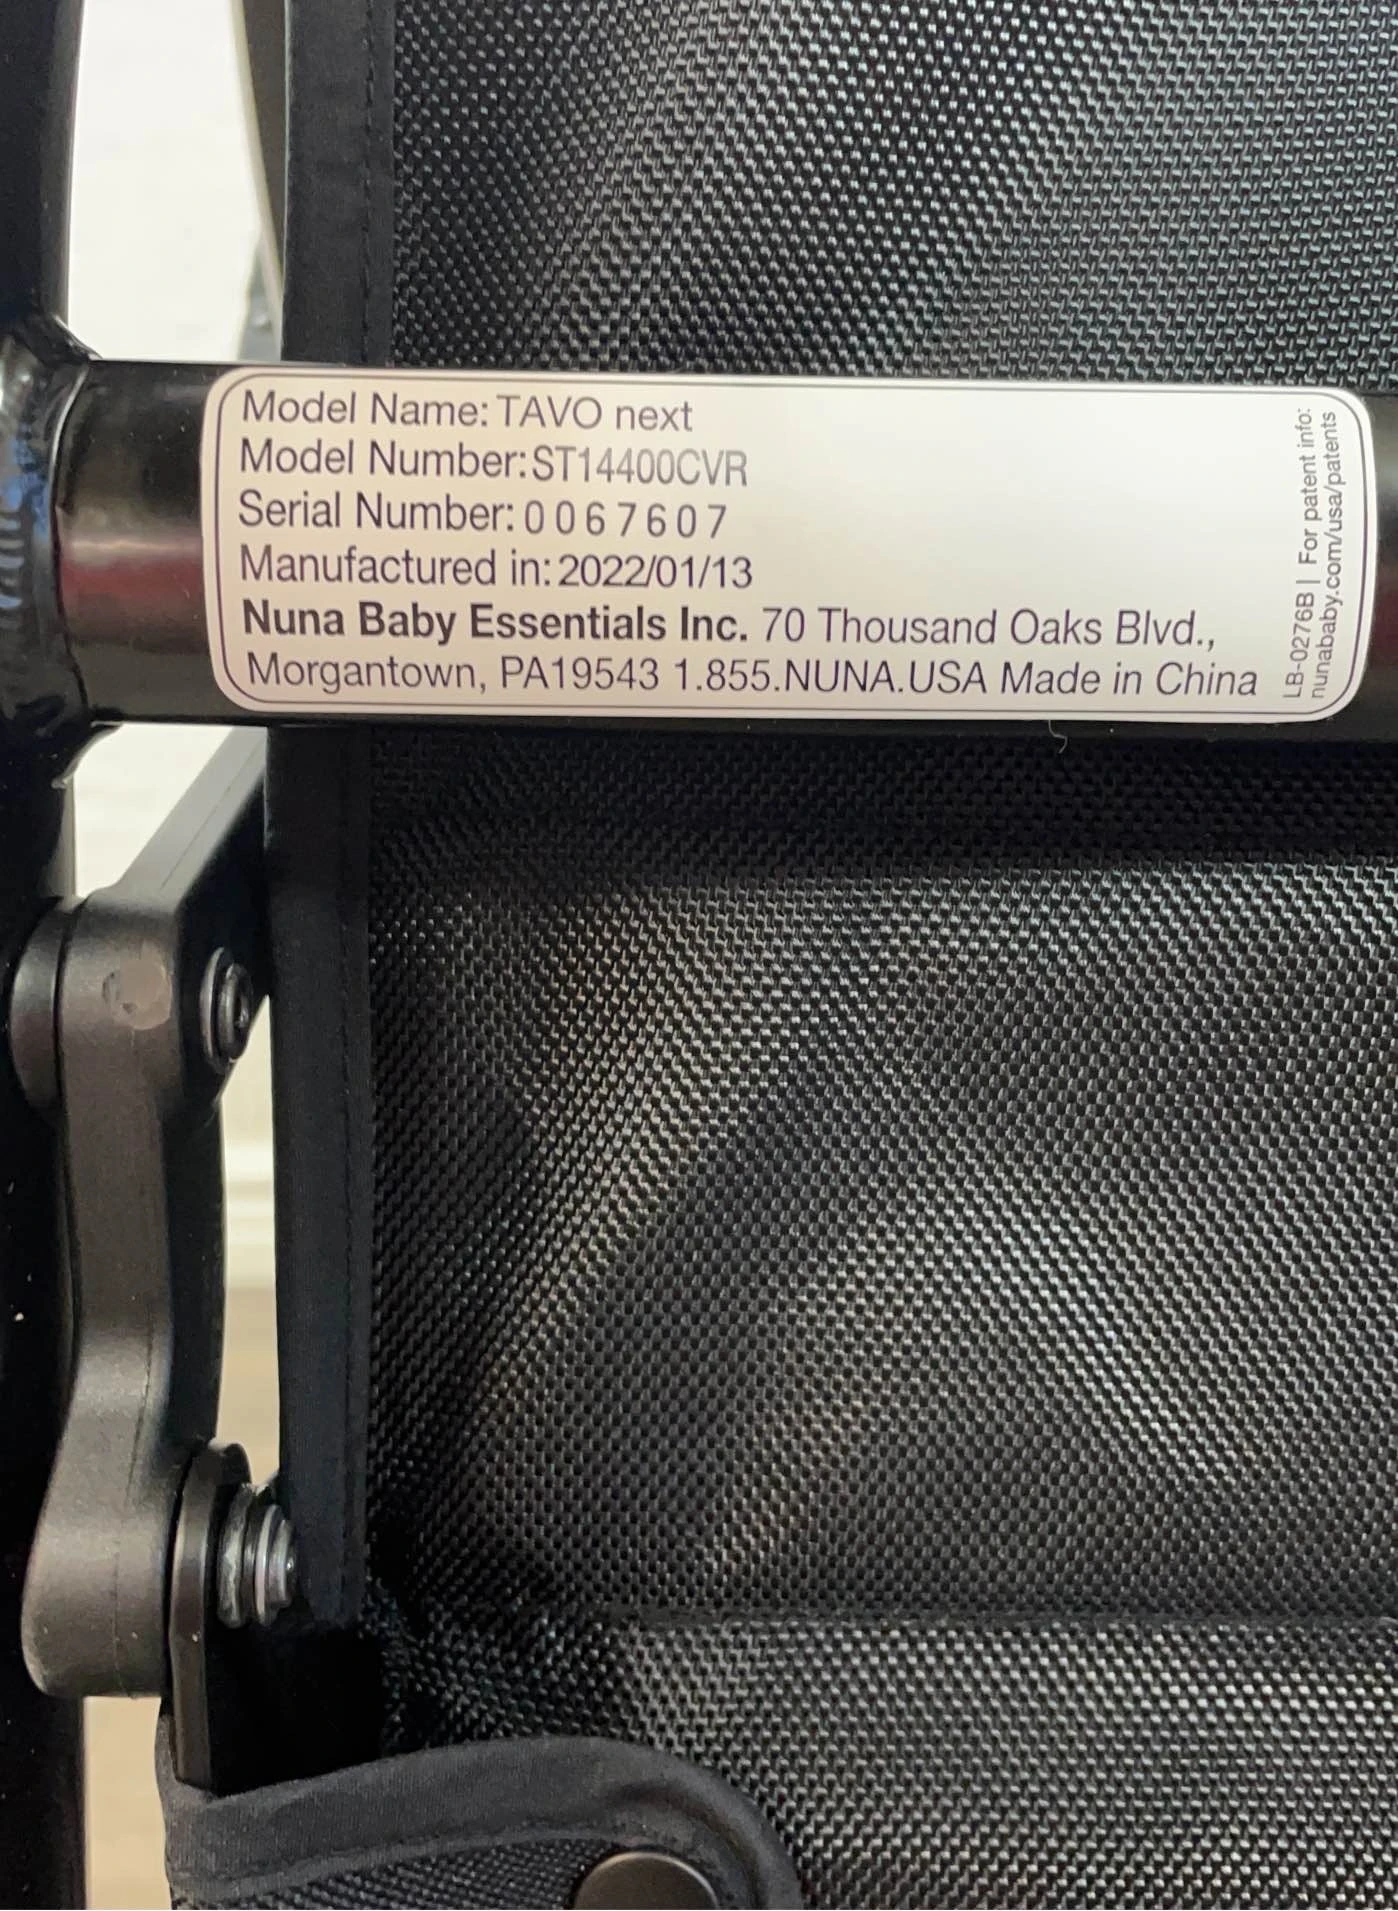 Model Name: TAVO next
Model Number: ST14400CVR
Serial Number: 0067607
Manufactured in: 2022/01/13
Nuna Baby Essentials Inc. 70 Thousand Oaks Blvd.,
Morgantown, PA19543 1.855.NUNA.USA Made in China
LB-0276B | For patent info:
nunababy.com/usa/patents